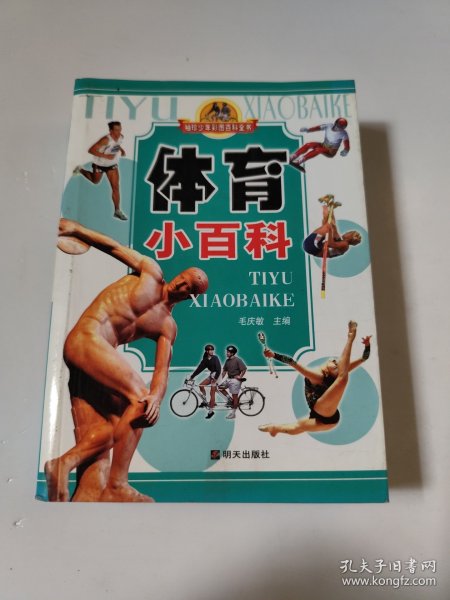 TIYU XIAOBAIKE
袖珍少年彩图百科全书
体育
小百科
TIYU
XIAOBAIKE
毛庆敏 主编
明天出版社
孔夫子旧书网
www.kongfz.com